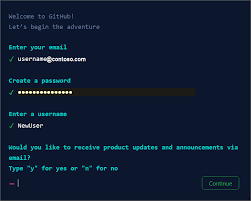 Welcome to GitHub!
Let's begin the adventure
Enter your email
✓ username@contoso.com
Create a password
✓ ●●●●●●●●●●●●●●●
Enter a username
✓ NewUser
Would you like to receive product updates and announcements via
email?
Type "y" for yes or "n" for no
Continue